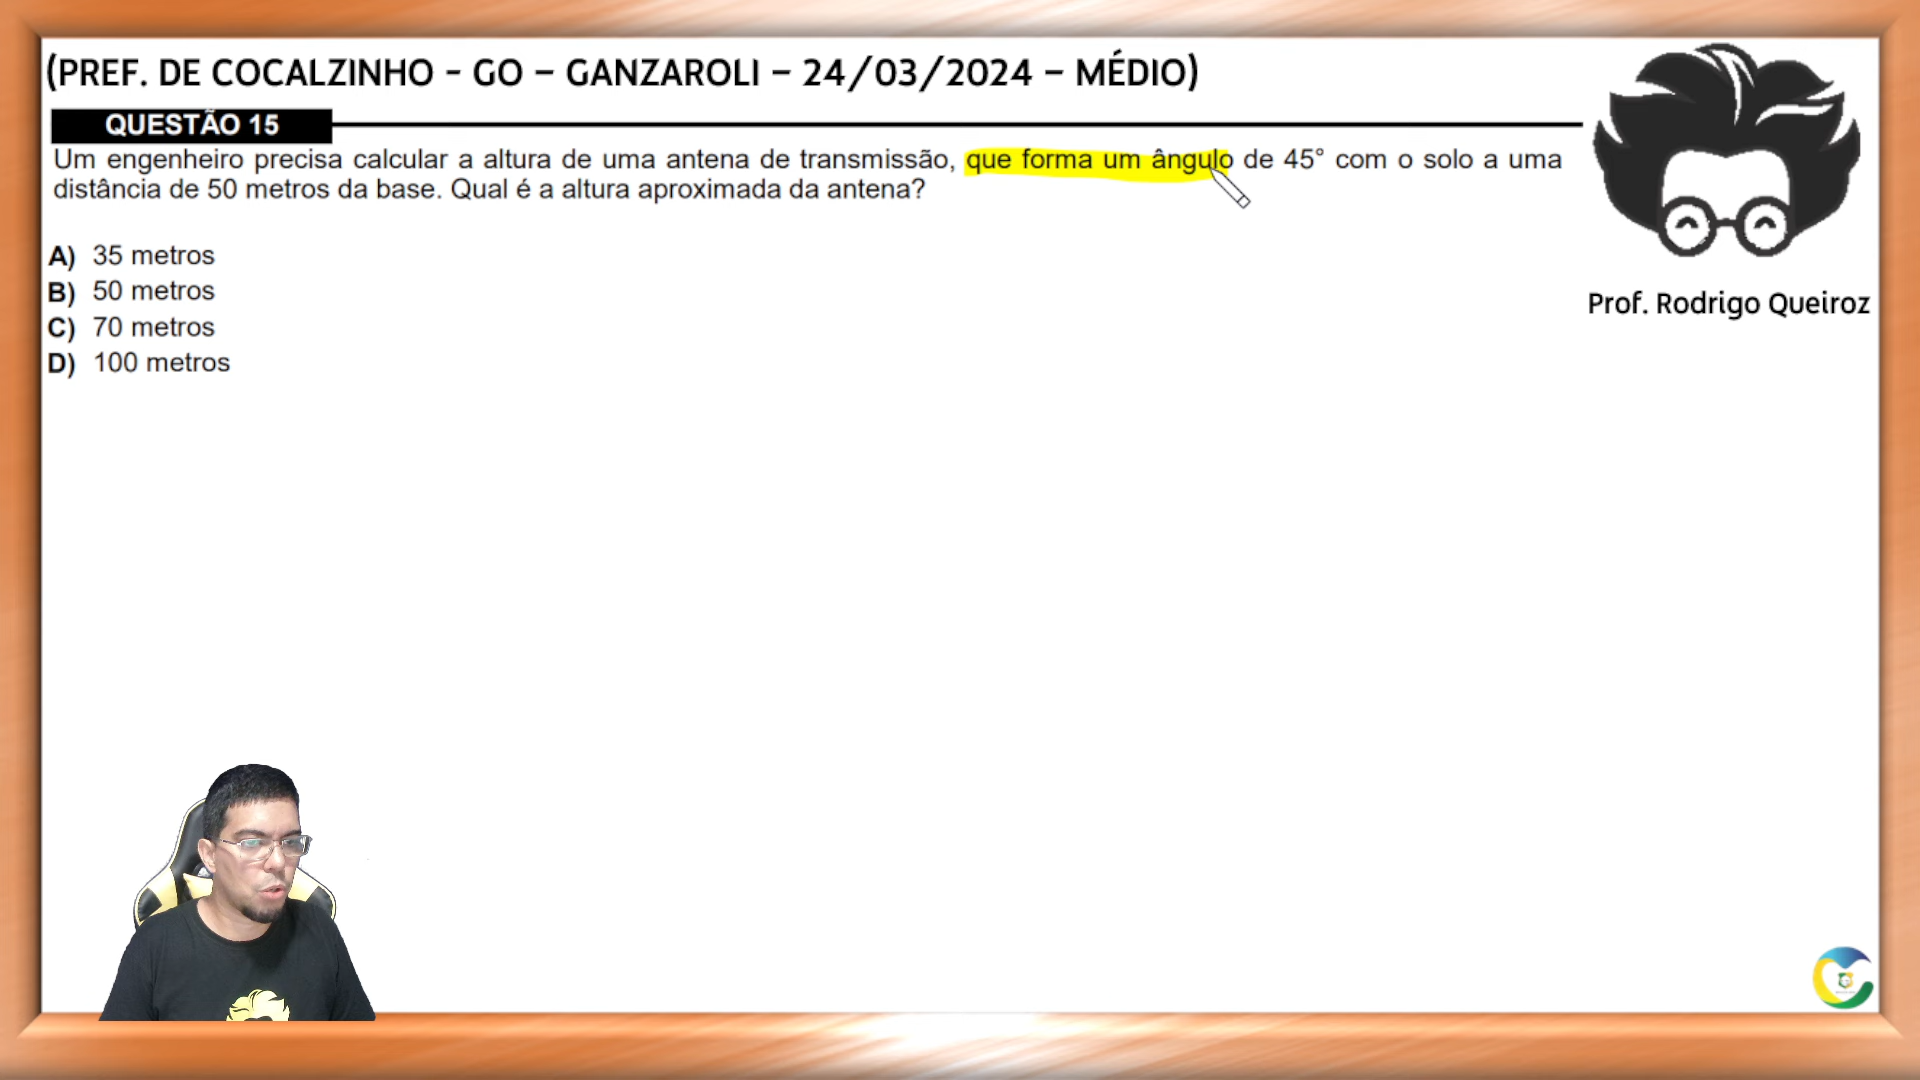 (PREF. DE COCALZINHO - GO – GANZAROLI – 24/03/2024 – MÉDIO)
QUESTÃO 15
Um engenheiro precisa calcular a altura de uma antena de transmissão, que forma um ângulo de 45° com o solo a uma
distância de 50 metros da base. Qual é a altura aproximada da antena?
A) 35 metros
B) 50 metros
C) 70 metros
D) 100 metros
Prof. Rodrigo Queiroz